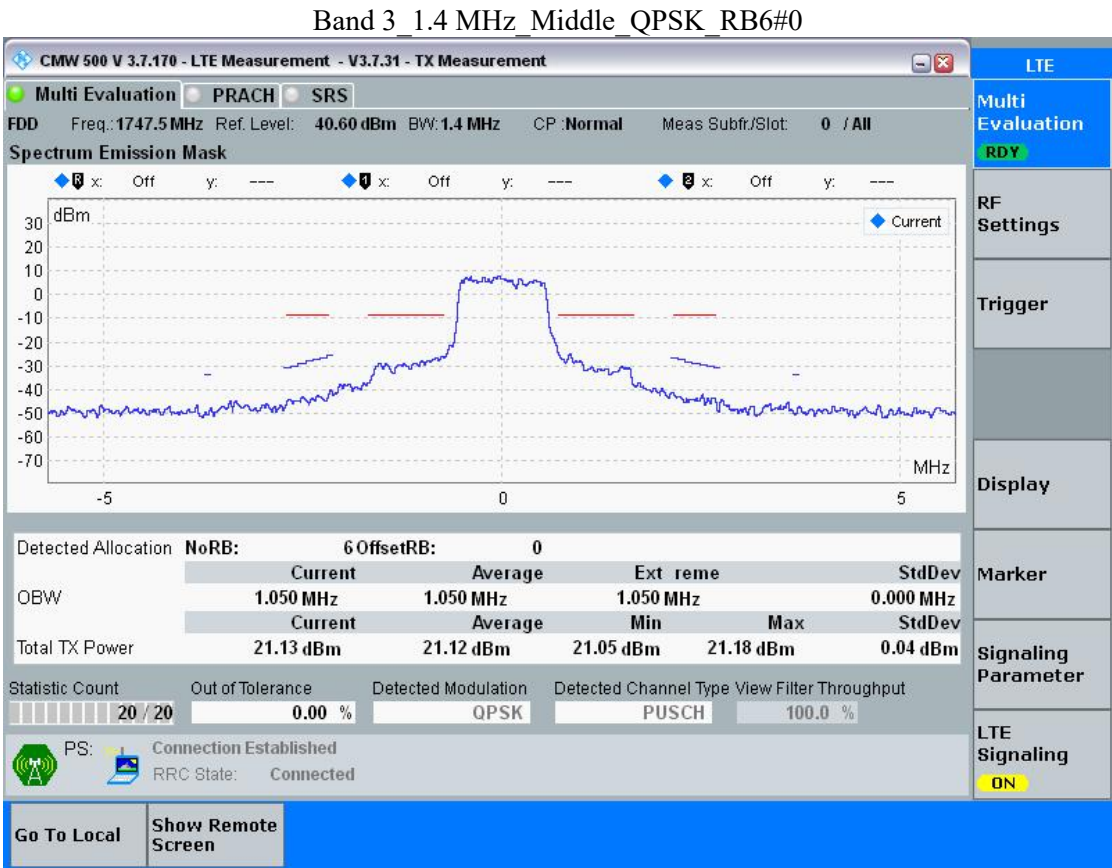 Band 3_1.4 MHz_Middle_QPSK_RB6#0
CMW 500 V 3.7.170 - LTE Measurement - V3.7.31 - TX Measurement
LTE
Multi Evaluation PRACH SRS
Multi Evaluation
RDY
FDD Freq.: 1747.5 MHz Ref. Level: 40.60 dBm BW: 1.4 MHz CP : Normal Meas Subfr./Slot: 0 / All
Spectrum Emission Mask
R x: Off y: --- 1 x: Off y: --- 2 x: Off y: ---
dBm
Current
30
20
10
0
-10
-20
-30
-40
-50
-60
-70
MHz
-5 0 5
RF Settings
Trigger
Display
Marker
Signaling Parameter
LTE Signaling
ON
Detected Allocation NoRB: 6 OffsetRB: 0
Current Average Ext reme StdDev
OBW 1.050 MHz 1.050 MHz 1.050 MHz 0.000 MHz
Current Average Min Max StdDev
Total TX Power 21.13 dBm 21.12 dBm 21.05 dBm 21.18 dBm 0.04 dBm
Statistic Count Out of Tolerance Detected Modulation Detected Channel Type View Filter Throughput
20 / 20 0.00 % QPSK PUSCH 100.0 %
PS: Connection Established
RRC State: Connected
Go To Local
Show Remote Screen